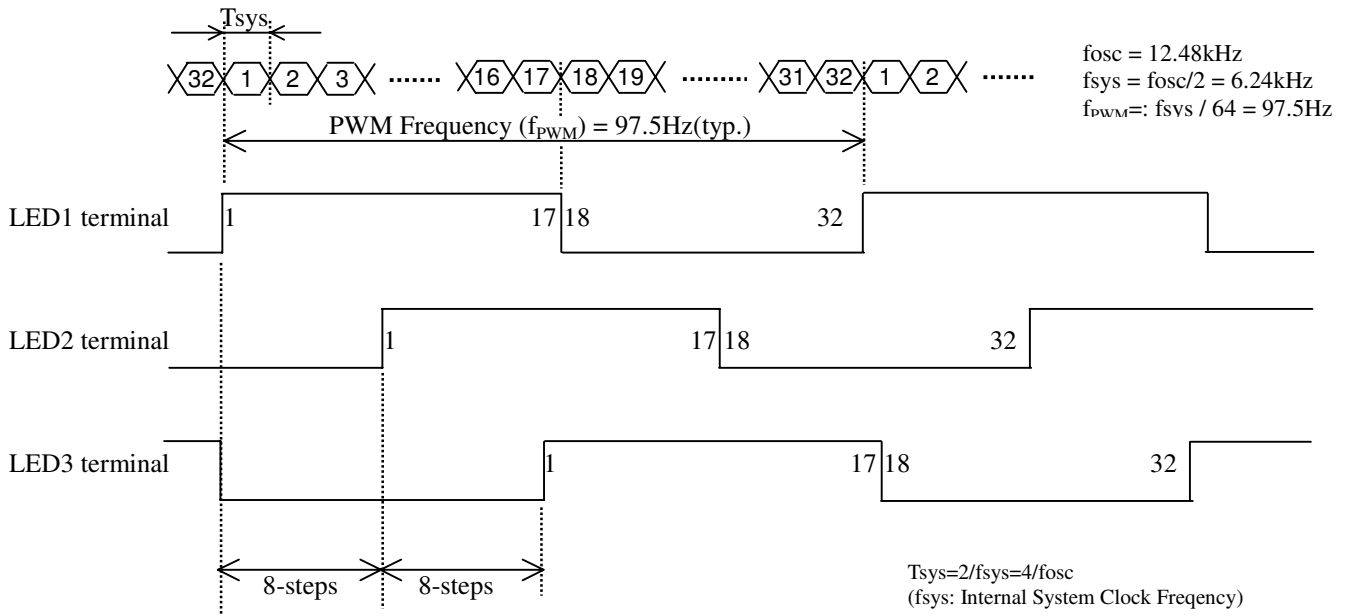 Tsys
32 1 2 3 ........ 16 17 18 19 ......... 31 32 1 2 .......
fosc = 12.48kHz
fsys = fosc/2 = 6.24kHz
fPWM=: fsys / 64 = 97.5Hz
PWM Frequency (fPWM) = 97.5Hz(typ.)
LED1 terminal 1 17 18 32
LED2 terminal 1 17 18 32
LED3 terminal 1 17 18 32
8-steps 8-steps
Tsys=2/fsys=4/fosc
(fsys: Internal System Clock Freqency)